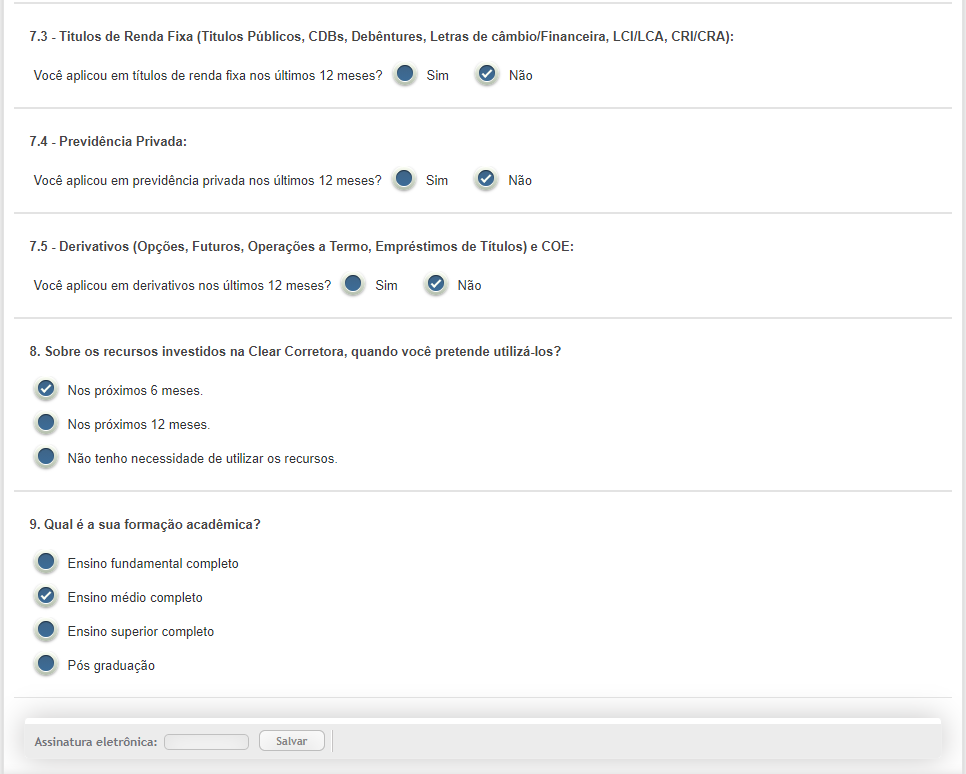 7.3 - Titulos de Renda Fixa (Titulos Públicos, CDBs, Debêntures, Letras de câmbio/Financeira, LCI/LCA, CRI/CRA):
Você aplicou em títulos de renda fixa nos últimos 12 meses? Sim Não
7.4 - Previdência Privada:
Você aplicou em previdência privada nos últimos 12 meses? Sim Não
7.5 - Derivativos (Opções, Futuros, Operações a Termo, Empréstimos de Títulos) e COE:
Você aplicou em derivativos nos últimos 12 meses? Sim Não
8. Sobre os recursos investidos na Clear Corretora, quando você pretende utilizá-los?
Nos próximos 6 meses.
Nos próximos 12 meses.
Não tenho necessidade de utilizar os recursos.
9. Qual é a sua formação acadêmica?
Ensino fundamental completo
Ensino médio completo
Ensino superior completo
Pós graduação
Assinatura eletrônica: Salvar